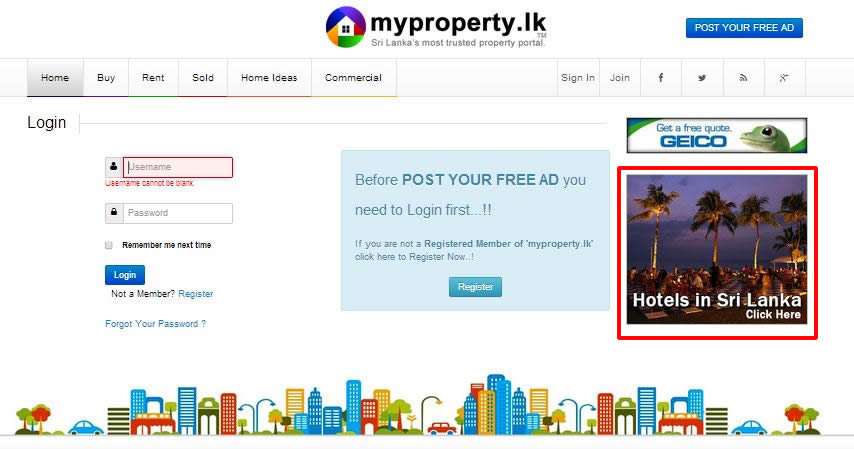 myproperty.lk
TM
Sri Lanka's most trusted property portal.
POST YOUR FREE AD
Home
Buy
Rent
Sold
Home Ideas
Commercial
Sign In
Join
Login
Username
Username cannot be blank.
Password
Remember me next time
Login
Not a Member? Register
Forgot Your Password ?
Before POST YOUR FREE AD you
need to Login first...!!
If you are not a Registered Member of 'myproperty.lk'
click here to Register Now..!
Register
Get a free quote.
GEICO
Hotels in Sri Lanka
Click Here